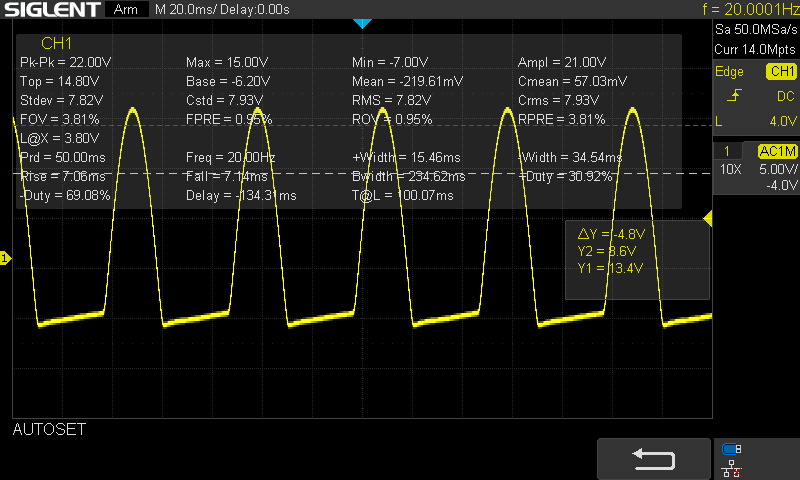 SIGLENT Arm M 20.0ms/ Delay:0.00s f = 20.0001Hz
Sa 50.0MSa/s
Curr 14.0Mpts
Edge CH1
DC
L 4.0V
1 AC1M
10X 5.00V/
-4.0V
CH1
Pk-Pk = 22.00V Max = 15.00V Min = -7.00V Ampl = 21.00V
Top = 14.80V Base = -6.20V Mean = -219.61mV Cmean = 57.03mV
Stdev = 7.82V Cstd = 7.93V RMS = 7.82V Crms = 7.93V
FOV = 3.81% FPRE = 0.95% ROV = 0.95% RPRE = 3.81%
L@X = 3.80V
Prd = 50.00ms Freq = 20.00Hz +Width = 15.46ms -Width = 34.54ms
Rise = 7.06ms Fall = 7.14ms Bwidth = 234.62ms +Duty = 30.92%
-Duty = 69.08% Delay = -134.31ms T@L = 100.07ms
ΔY = -4.8V
Y2 = 8.6V
Y1 = 13.4V
1
AUTOSET